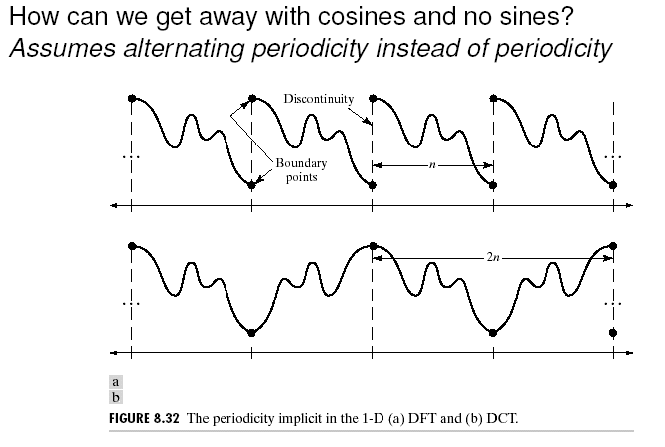 How can we get away with cosines and no sines?
Assumes alternating periodicity instead of periodicity
Discontinuity
Boundary
points
n
...
...
2n
...
...
a
b
FIGURE 8.32 The periodicity implicit in the 1-D (a) DFT and (b) DCT.